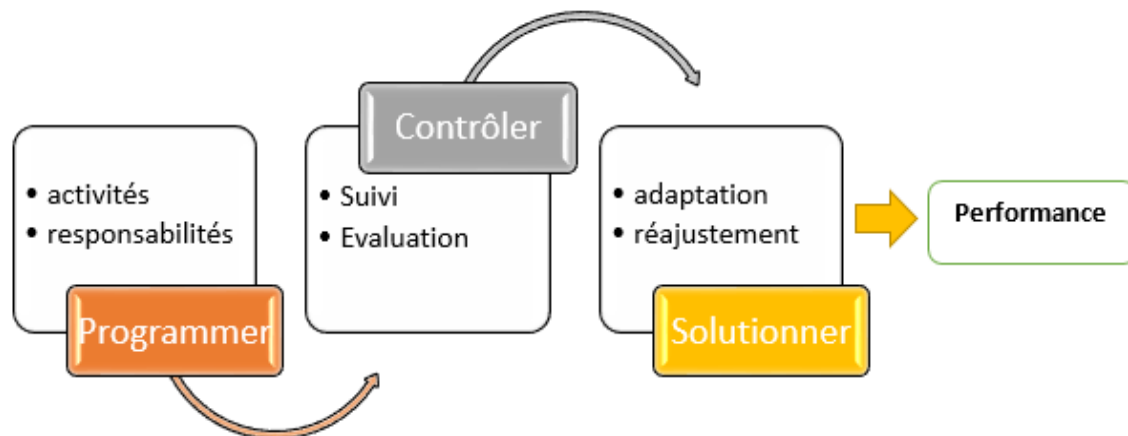 • activités
• responsabilités
Programmer
Contrôler
• Suivi
• Evaluation
• adaptation
• réajustement
Solutionner
Performance